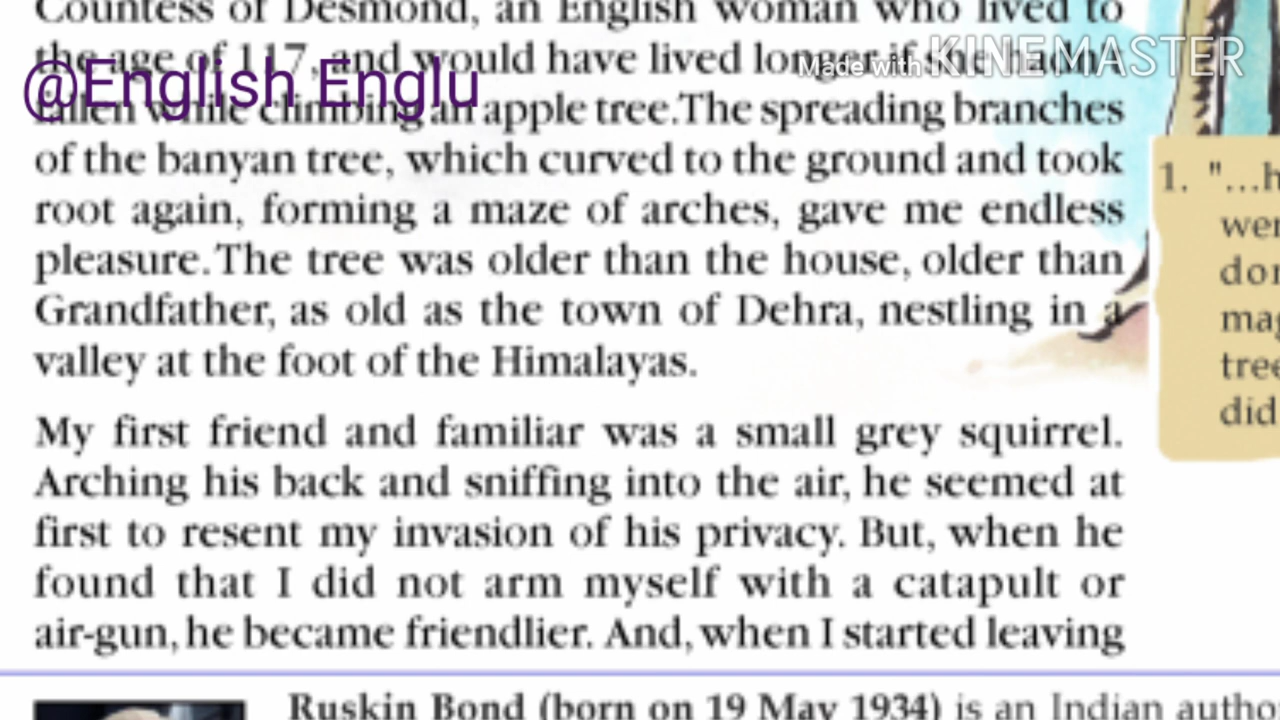 Countess of Desmond, an English woman who lived to
the age of 117, and would have lived longer if she hadn't
Made with KINEMASTER
@English Englu
fallen while climbing an apple tree.The spreading branches
of the banyan tree, which curved to the ground and took
root again, forming a maze of arches, gave me endless
pleasure.The tree was older than the house, older than
Grandfather, as old as the town of Dehra, nestling in a
valley at the foot of the Himalayas.
My first friend and familiar was a small grey squirrel.
Arching his back and sniffing into the air, he seemed at
first to resent my invasion of his privacy. But, when he
found that I did not arm myself with a catapult or
air-gun, he became friendlier. And, when I started leaving
Ruskin Bond (born on 19 May 1934) is an Indian autho
1. "...h
wer
dor
mag
tree
did